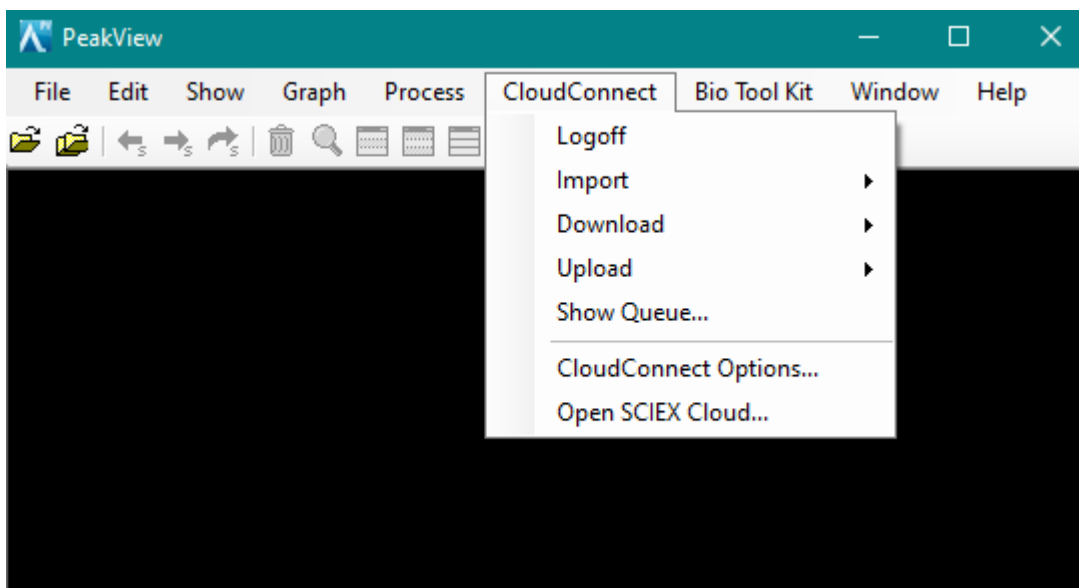 PeakView
File Edit Show Graph Process CloudConnect Bio Tool Kit Window Help
Logoff
Import
Download
Upload
Show Queue...
CloudConnect Options...
Open SCIEX Cloud...